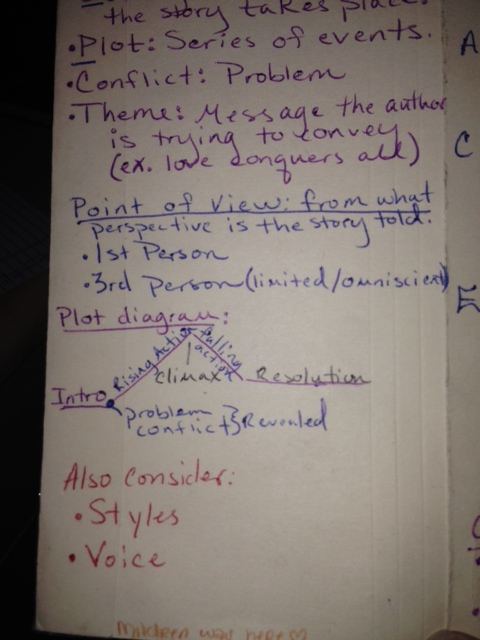 the story takes place
• Plot: Series of events.
• Conflict: Problem
• Theme: Message the author
is trying to convey
(ex. love conquers all)
Point of View: from what
perspective is the story told.
• 1st Person
• 3rd Person (limited/omniscient)
Plot diagram:
Rising Action
Falling
action
Climax
Resolution
Intro
problem
conflict } Revealed
Also Consider:
• Styles
• Voice
A
C
E